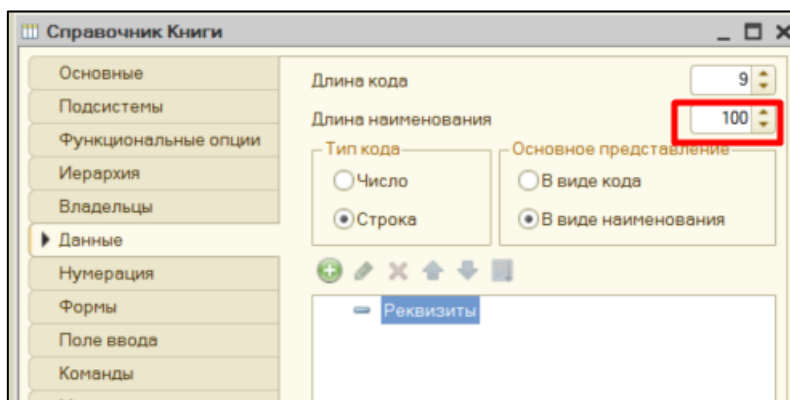 Справочник Книги
Основные
Подсистемы
Функциональные опции
Иерархия
Владельцы
Данные
Нумерация
Формы
Поле ввода
Команды
Длина кода 9
Длина наименования 100
Тип кода
Число
Строка
Основное представление
В виде кода
В виде наименования
Реквизиты